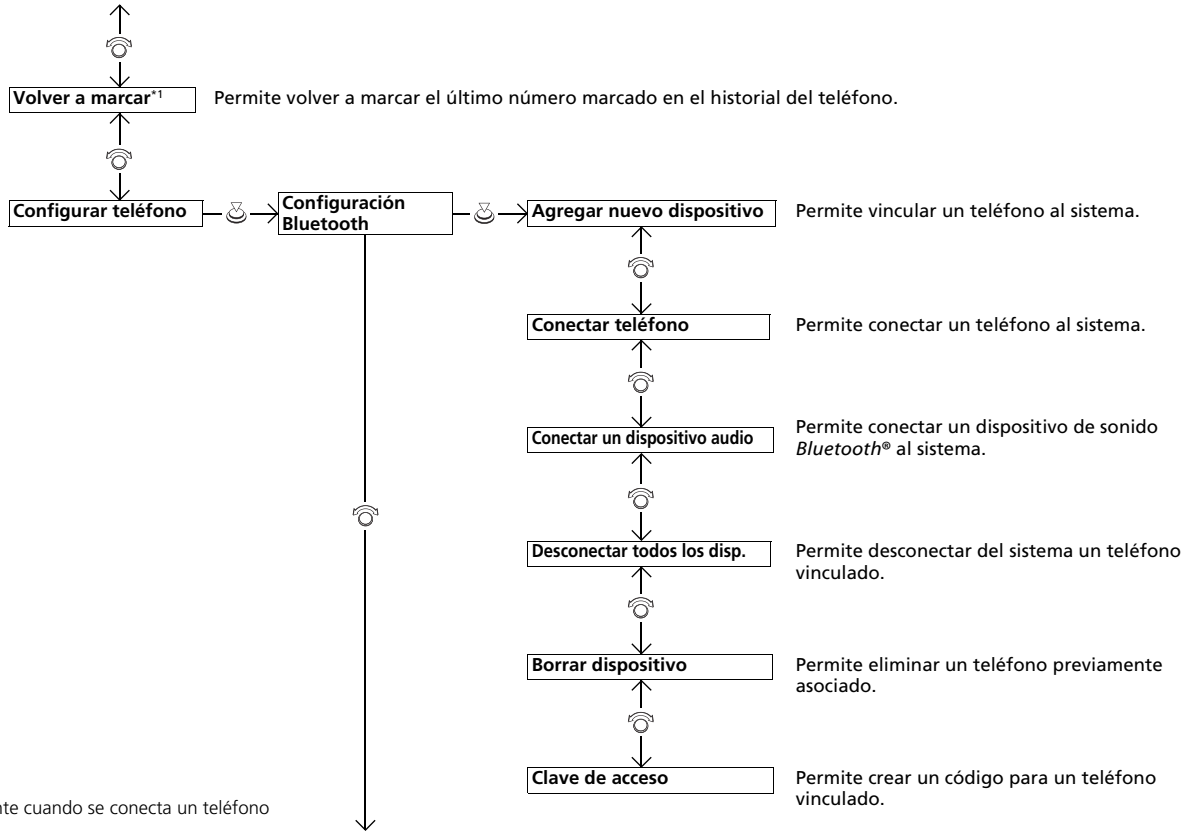 Volver a marcar*1
Permite volver a marcar el último número marcado en el historial del teléfono.
Configurar teléfono
Configuración
Bluetooth
Agregar nuevo dispositivo
Permite vincular un teléfono al sistema.
Conectar teléfono
Permite conectar un teléfono al sistema.
Conectar un dispositivo audio
Permite conectar un dispositivo de sonido
Bluetooth® al sistema.
Desconectar todos los disp.
Permite desconectar del sistema un teléfono
vinculado.
Borrar dispositivo
Permite eliminar un teléfono previamente
asociado.
Clave de acceso
Permite crear un código para un teléfono
vinculado.
nte cuando se conecta un teléfono